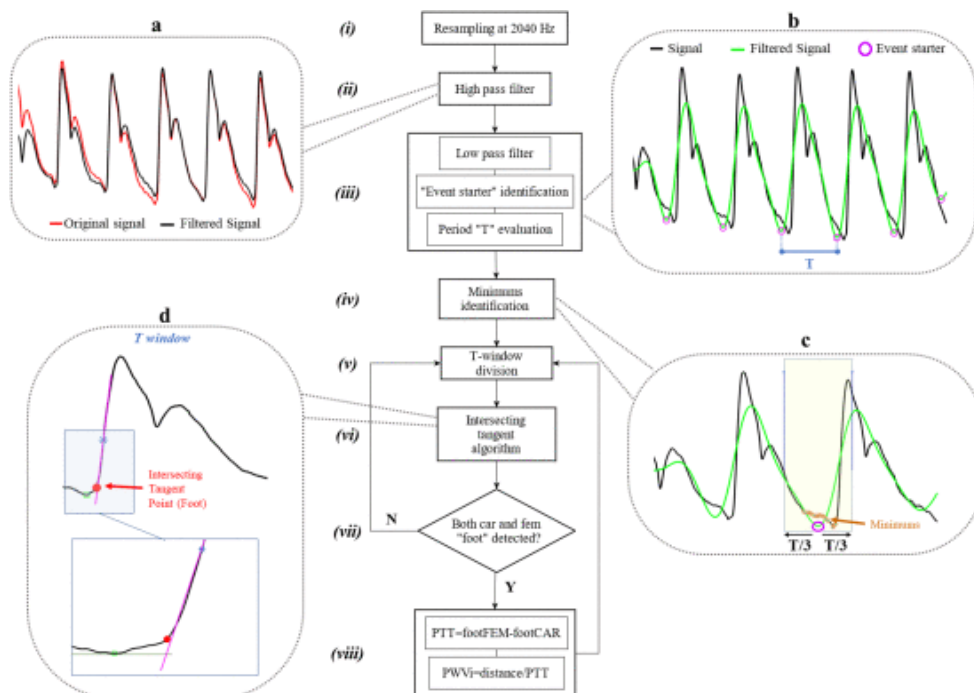 a
Original signal
Filtered Signal
(i)
Resampling at 2040 Hz
(ii)
High pass filter
(iii)
Low pass filter
"Event starter" identification
Period "T" evaluation
b
Signal
Filtered Signal
Event starter
T
(iv)
Minimums
identification
(v)
T-window
division
(vi)
Intersecting
tangent
algorithm
(vii)
Both car and fem
"foot" detected?
N
Y
(viii)
PTT=footFEM-footCAR
PWVi=distance/PTT
c
Minimums
T/3
T/3
d
T window
Intersecting
Tangent
Point (Foot)